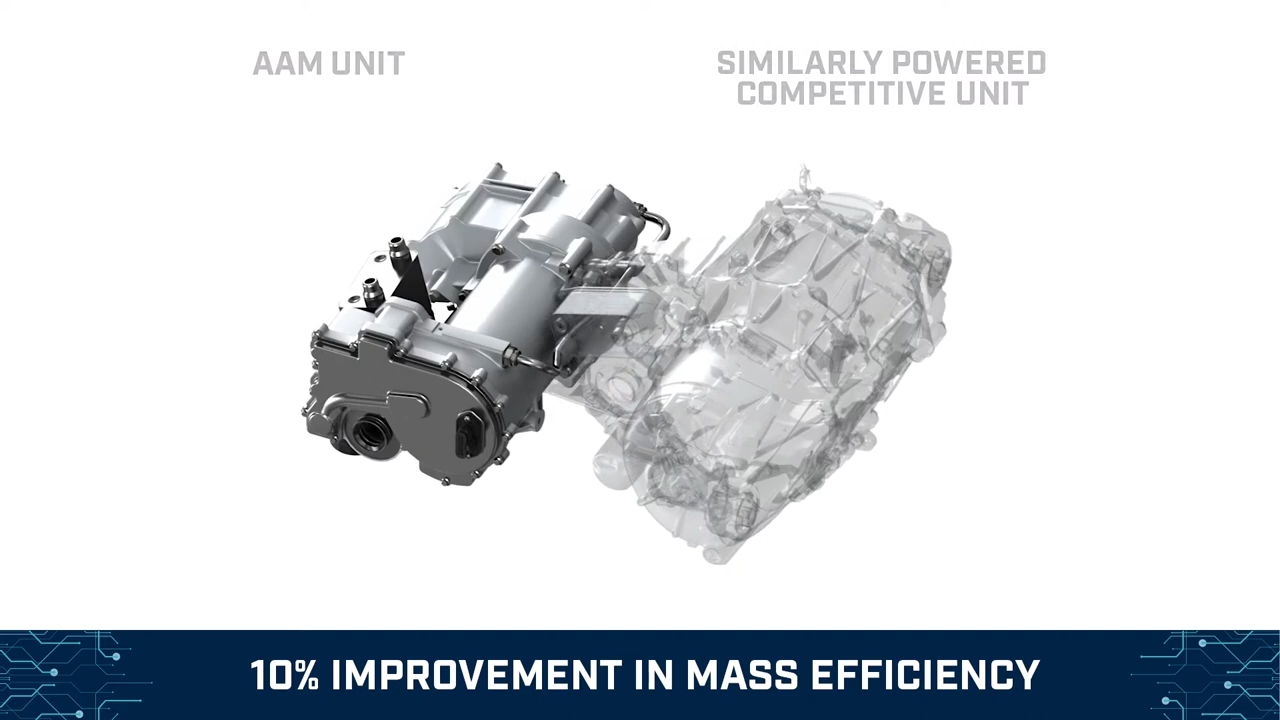 AAM UNIT
SIMILARLY POWERED
COMPETITIVE UNIT
10% IMPROVEMENT IN MASS EFFICIENCY